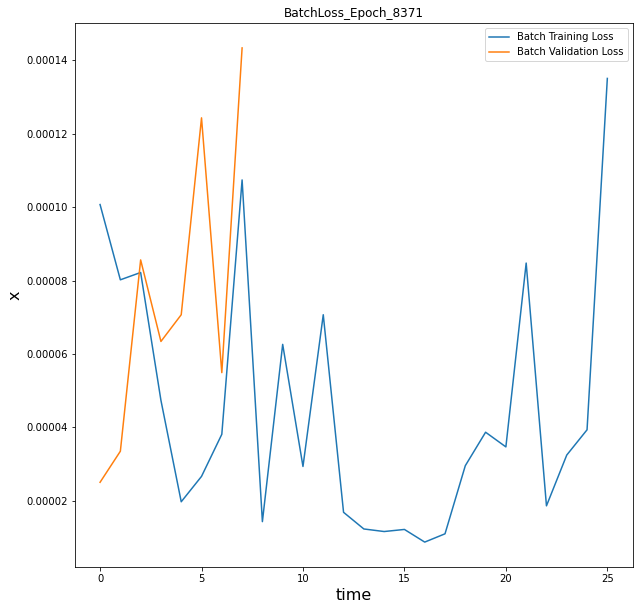 BatchLoss_Epoch_8371
Batch Training Loss
Batch Validation Loss
0.00014
0.00012
0.00010
0.00008
0.00006
0.00004
0.00002
x
0 5 10 15 20 25
time